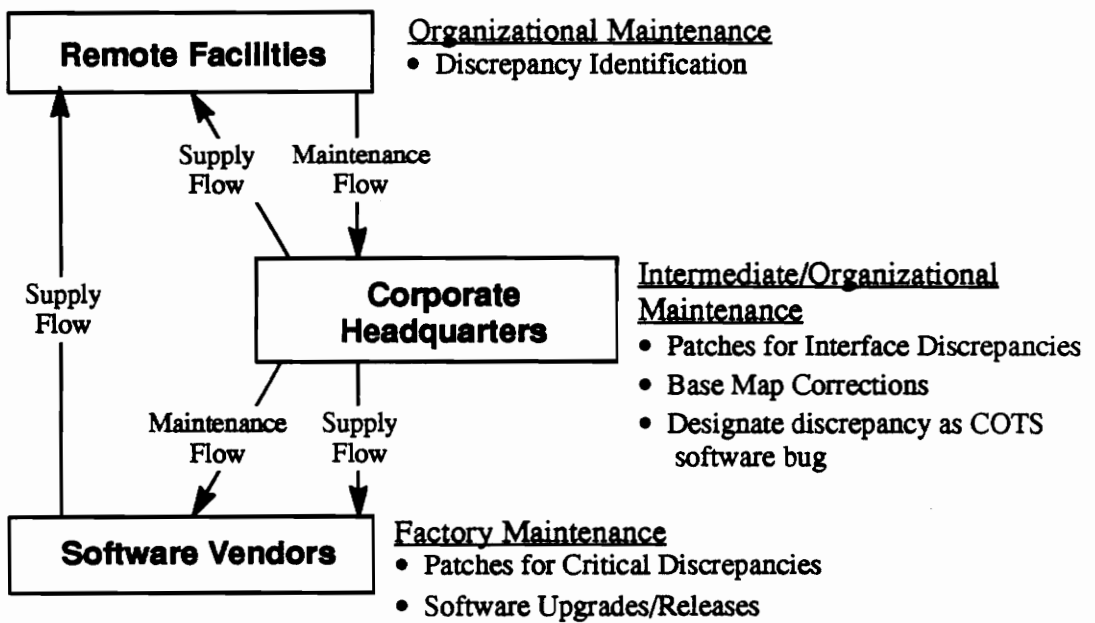 Remote Facilities
Organizational Maintenance
• Discrepancy Identification
Supply
Flow
Maintenance
Flow
Supply
Flow
Corporate
Headquarters
Intermediate/Organizational
Maintenance
• Patches for Interface Discrepancies
• Base Map Corrections
• Designate discrepancy as COTS
software bug
Maintenance
Flow
Supply
Flow
Software Vendors
Factory Maintenance
• Patches for Critical Discrepancies
• Software Upgrades/Releases